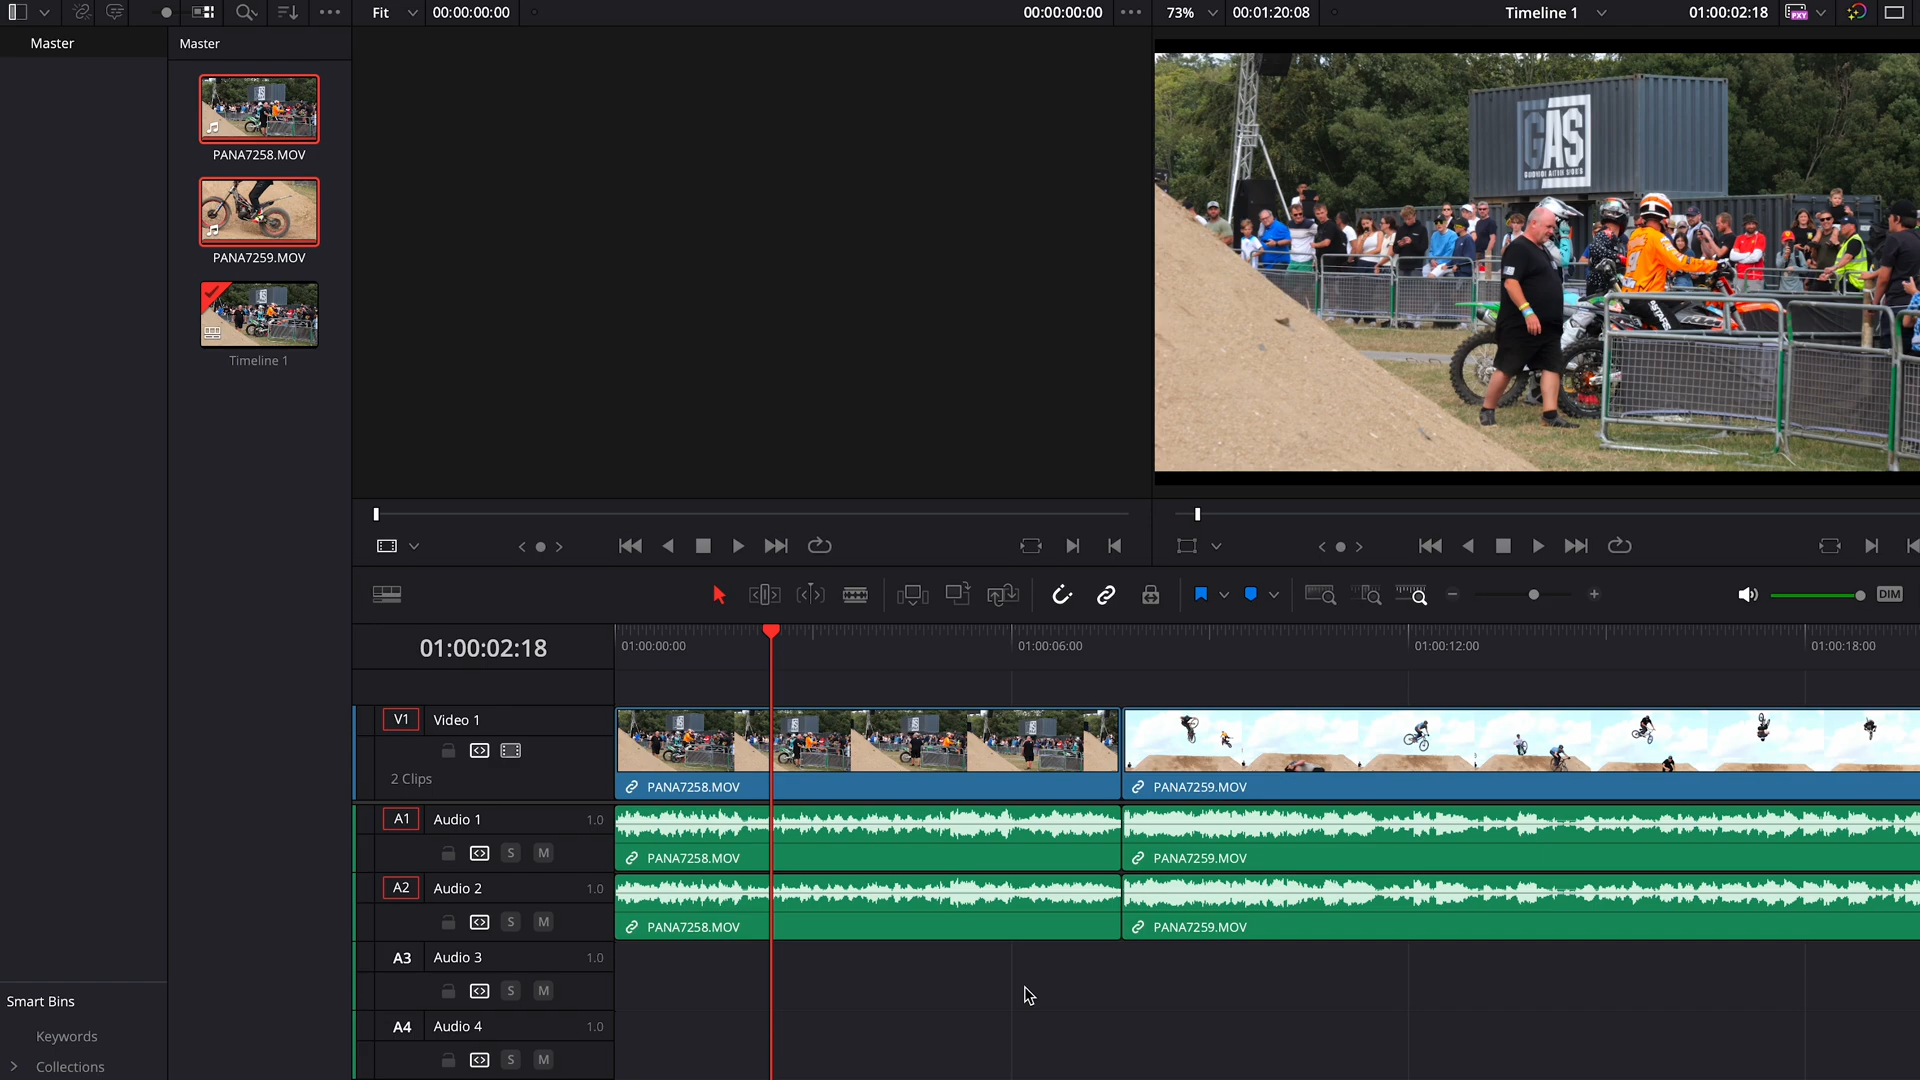 Fit
00:00:00:00
00:00:00:00
73%
00:01:20:08
Timeline 1
01:00:02:18
PXY
Master
Master
PANA7258.MOV
PANA7259.MOV
Timeline 1
GAS
DIM
01:00:02:18
01:00:00:00
01:00:06:00
01:00:12:00
01:00:18:00
V1
Video 1
2 Clips
PANA7258.MOV
PANA7259.MOV
A1
Audio 1
1.0
S
M
PANA7258.MOV
PANA7259.MOV
A2
Audio 2
1.0
S
M
PANA7258.MOV
PANA7259.MOV
A3
Audio 3
1.0
S
M
A4
Audio 4
1.0
S
M
Smart Bins
Keywords
Collections